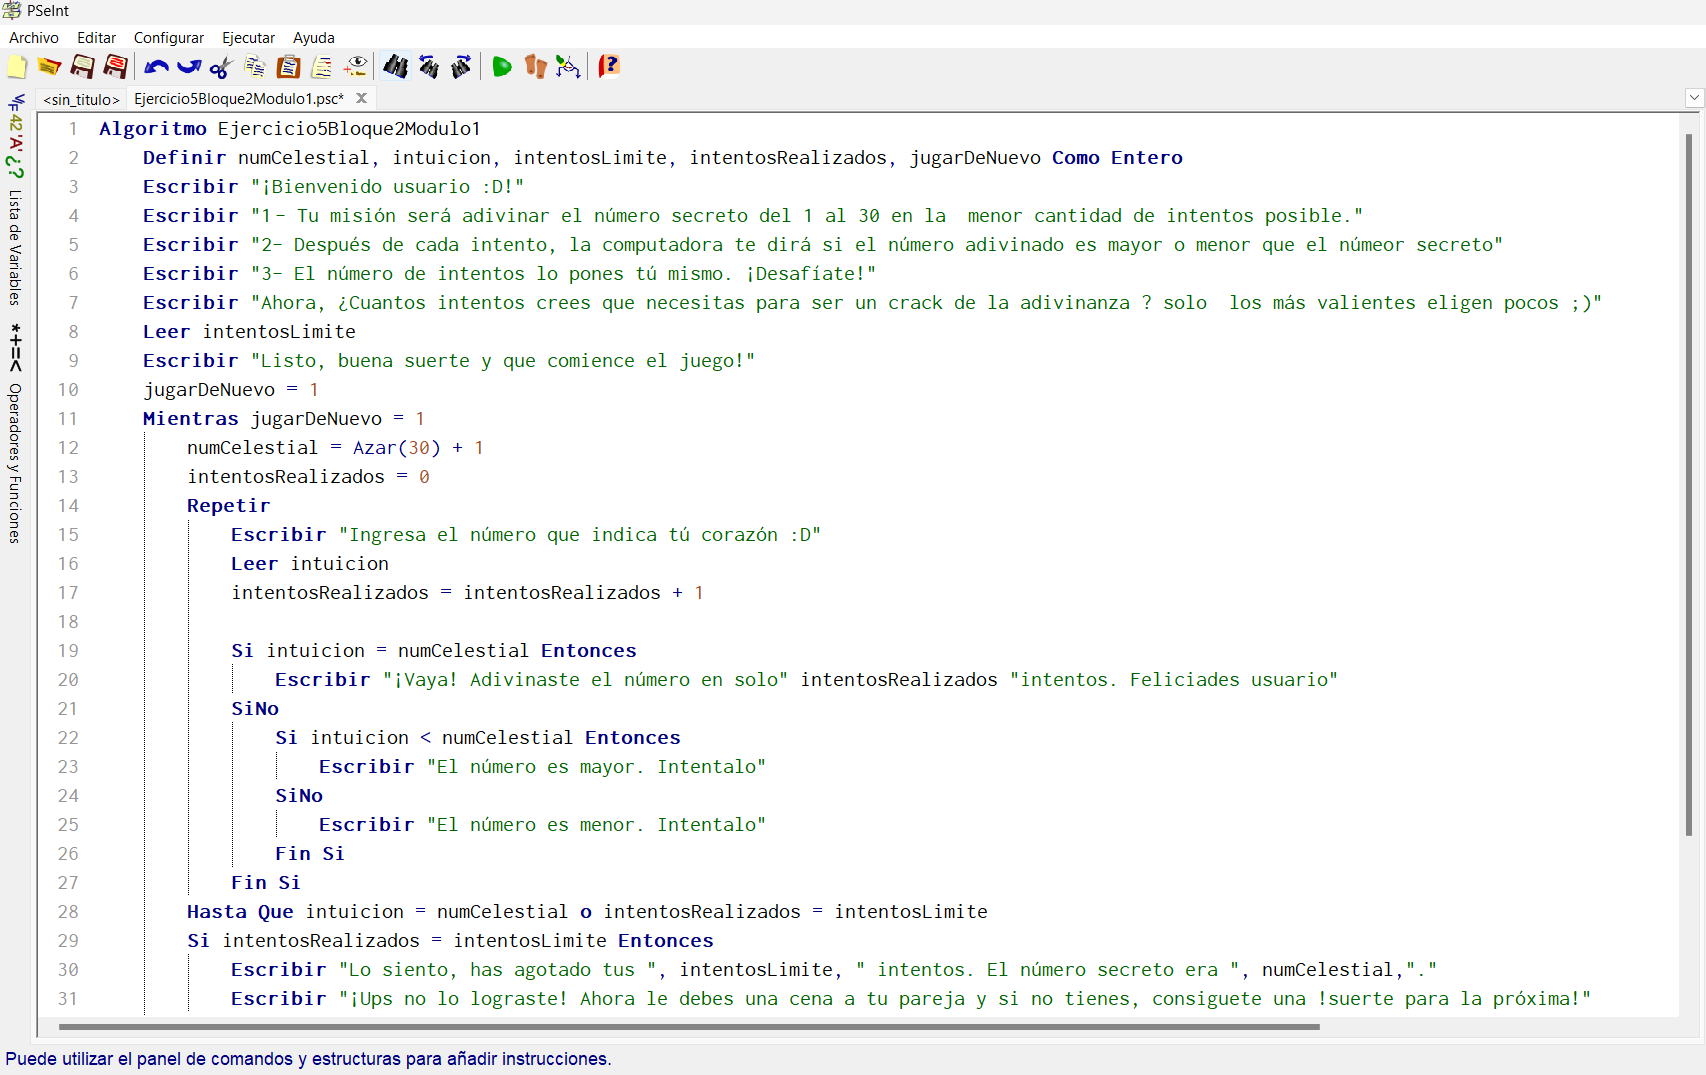 PSeInt
Archivo Editar Configurar Ejecutar Ayuda
<sin_titulo> Ejercicio5Bloque2Modulo1.psc*
Lista de Variables
*+=< Operadores y Funciones
1 Algoritmo Ejercicio5Bloque2Modulo1
2 Definir numCelestial, intuicion, intentosLimite, intentosRealizados, jugarDeNuevo Como Entero
3 Escribir "¡Bienvenido usuario :D!"
4 Escribir "1- Tu misión será adivinar el número secreto del 1 al 30 en la  menor cantidad de intentos posible."
5 Escribir "2- Después de cada intento, la computadora te dirá si el número adivinado es mayor o menor que el númeor secreto"
6 Escribir "3- El número de intentos lo pones tú mismo. ¡Desafíate!"
7 Escribir "Ahora, ¿Cuantos intentos crees que necesitas para ser un crack de la adivinanza ? solo  los más valientes eligen pocos ;)"
8 Leer intentosLimite
9 Escribir "Listo, buena suerte y que comience el juego!"
10 jugarDeNuevo = 1
11 Mientras jugarDeNuevo = 1
12 numCelestial = Azar(30) + 1
13 intentosRealizados = 0
14 Repetir
15 Escribir "Ingresa el número que indica tú corazón :D"
16 Leer intuicion
17 intentosRealizados = intentosRealizados + 1
18
19 Si intuicion = numCelestial Entonces
20 Escribir "¡Vaya! Adivinaste el número en solo" intentosRealizados "intentos. Feliciades usuario"
21 SiNo
22 Si intuicion < numCelestial Entonces
23 Escribir "El número es mayor. Intentalo"
24 SiNo
25 Escribir "El número es menor. Intentalo"
26 Fin Si
27 Fin Si
28 Hasta Que intuicion = numCelestial o intentosRealizados = intentosLimite
29 Si intentosRealizados = intentosLimite Entonces
30 Escribir "Lo siento, has agotado tus ", intentosLimite, " intentos. El número secreto era ", numCelestial,"."
31 Escribir "¡Ups no lo lograste! Ahora le debes una cena a tu pareja y si no tienes, consiguete una !suerte para la próxima!"
Puede utilizar el panel de comandos y estructuras para añadir instrucciones.